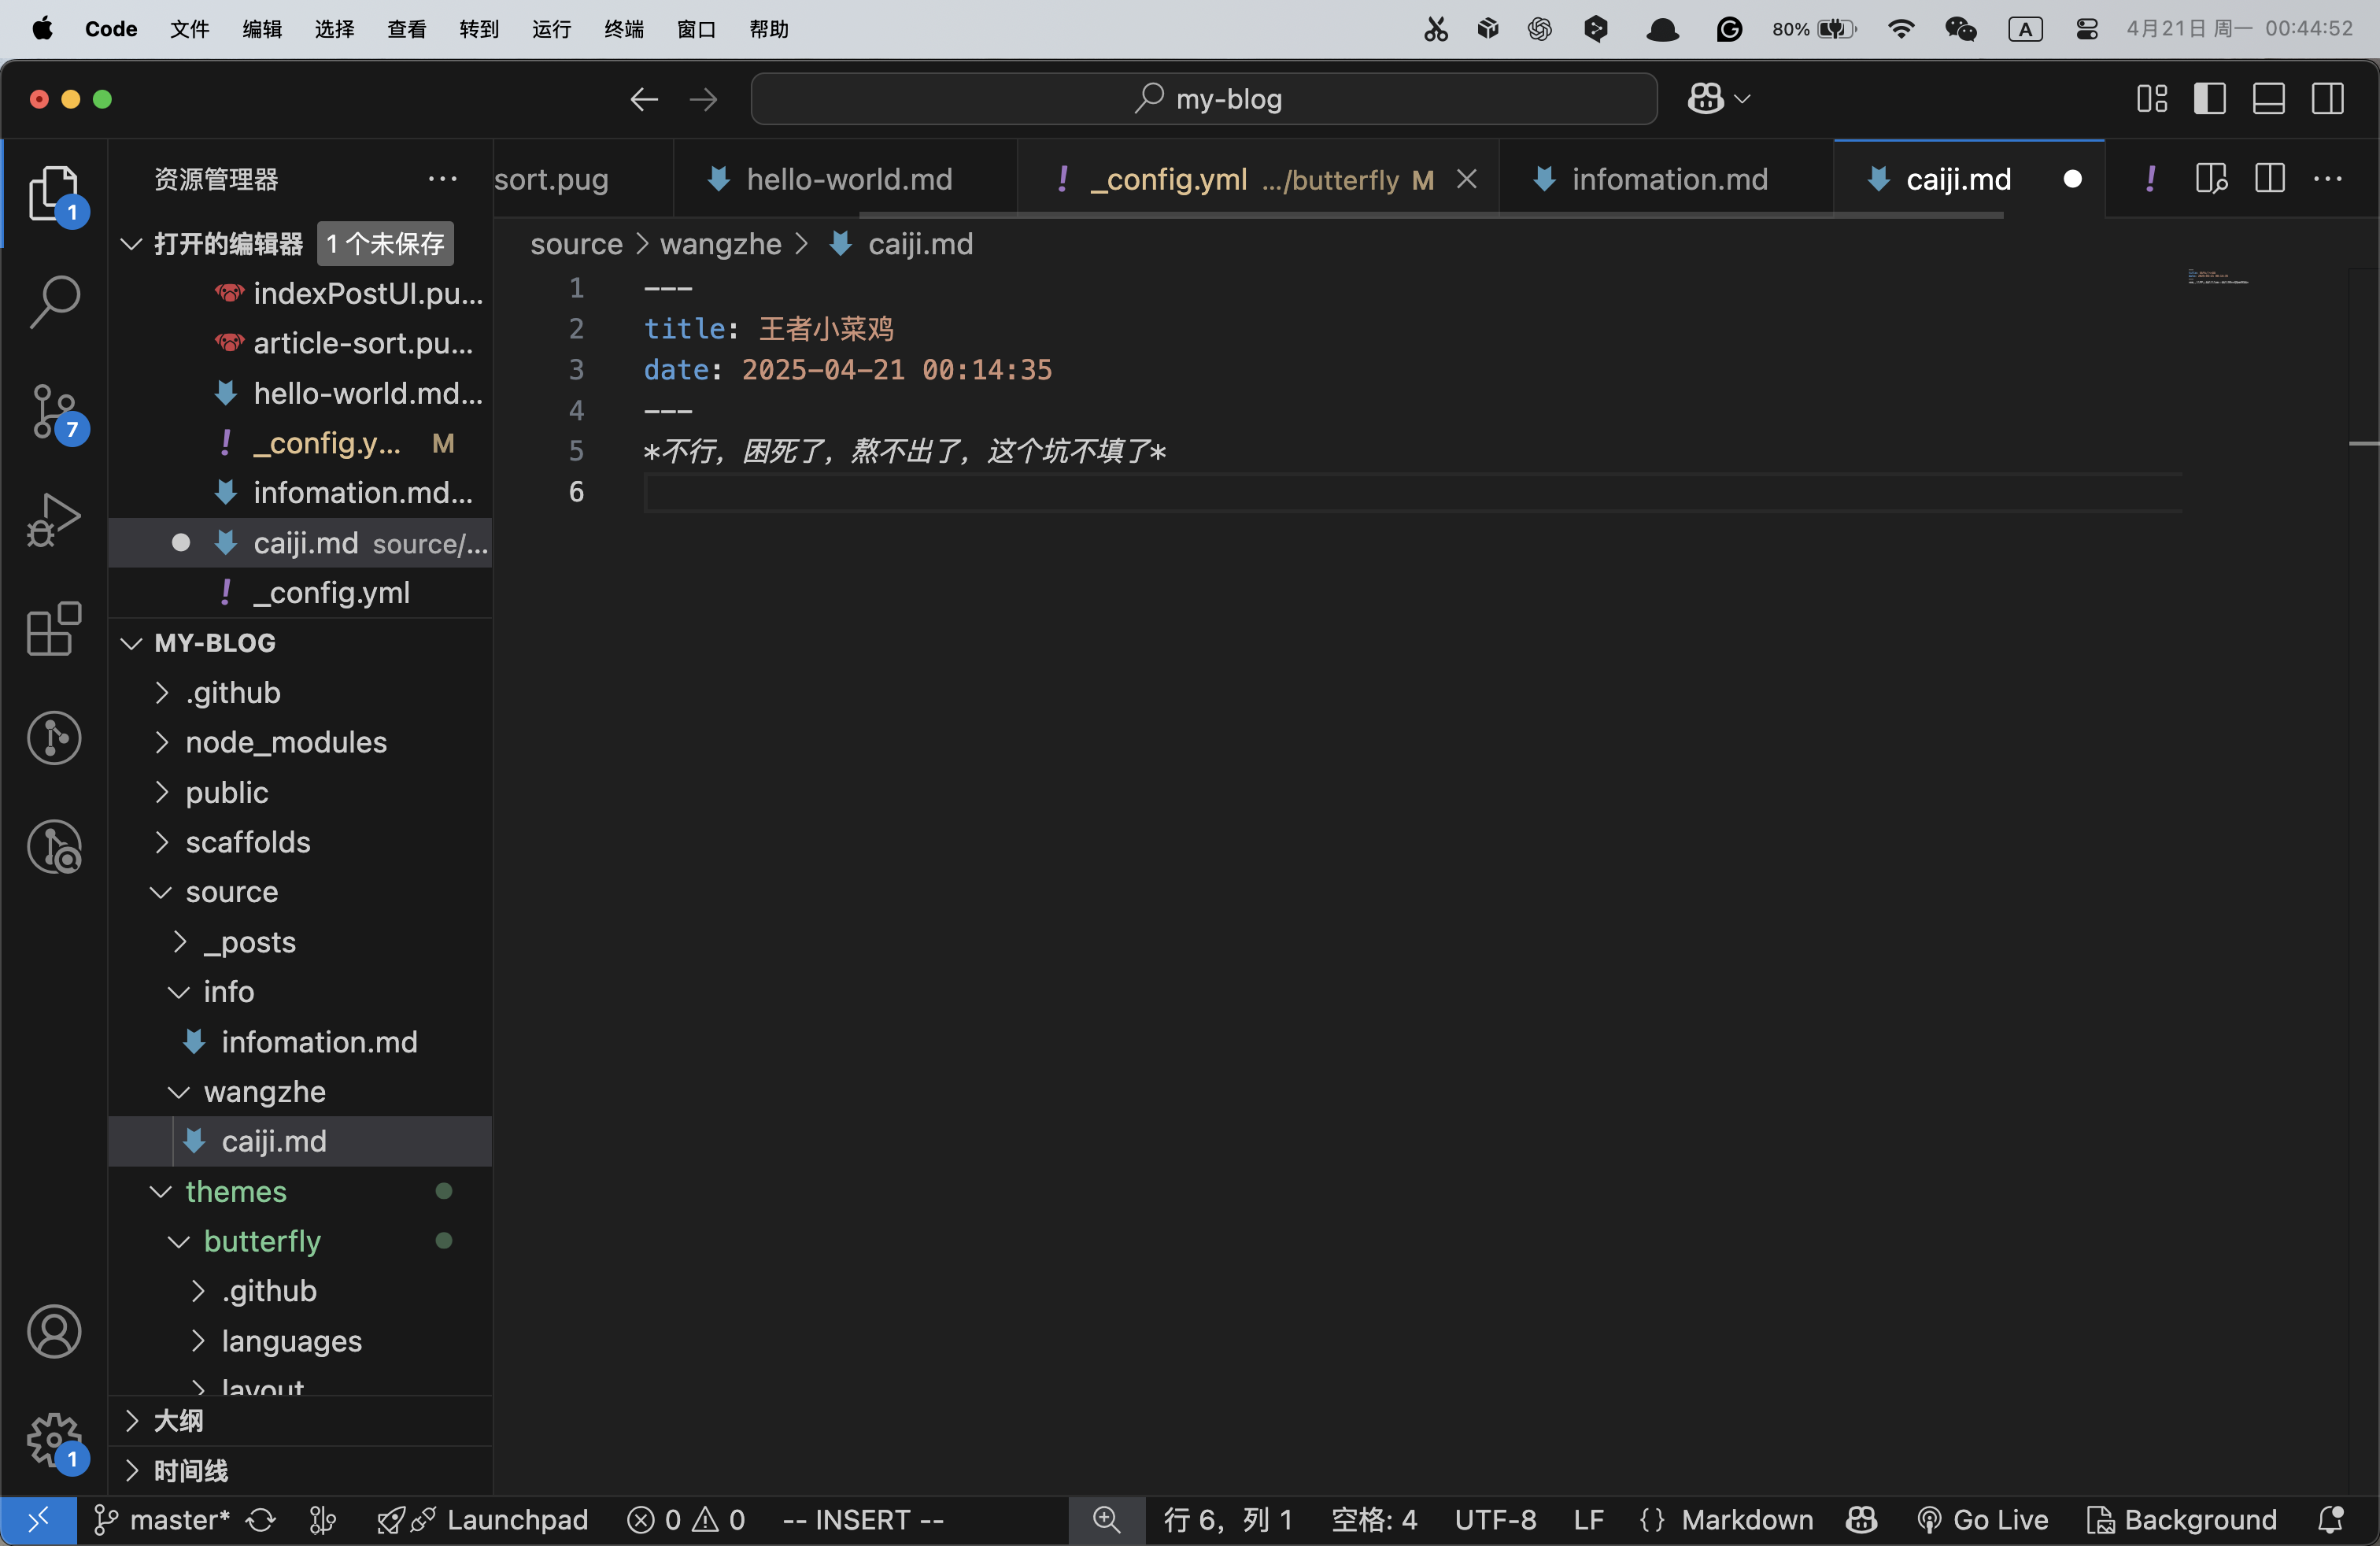 Code 文件 编辑 选择 查看 转到 运行 终端 窗口 帮助 80% A 4月21日 周一 00:44:52
my-blog
资源管理器 ···
sort.pug hello-world.md _config.yml .../butterfly M infomation.md caiji.md
打开的编辑器 1 个未保存
indexPostUI.pu...
article-sort.pu...
hello-world.md...
_config.y... M
infomation.md...
caiji.md source/...
_config.yml
MY-BLOG
.github
node_modules
public
scaffolds
source
_posts
info
infomation.md
wangzhe
caiji.md
themes
butterfly
.github
languages
layout
大纲
时间线
1
7
1
source > wangzhe > caiji.md
1 ---
2 title: 王者小菜鸡
3 date: 2025-04-21 00:14:35
4 ---
5 *不行，困死了，熬不出了，这个坑不填了*
6
master* Launchpad 0 0 -- INSERT -- 行 6，列 1 空格: 4 UTF-8 LF {} Markdown Go Live Background